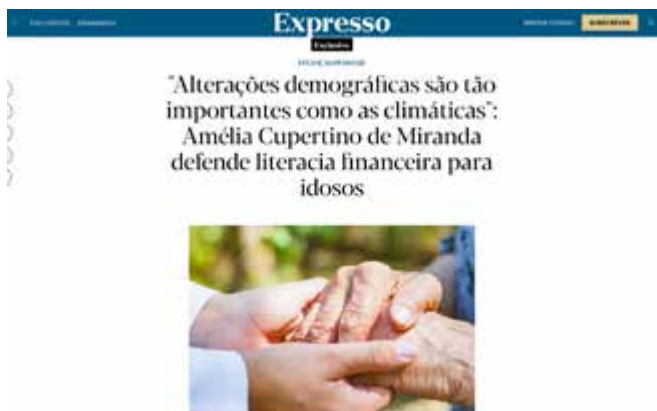 Expresso
Exclusivo
"Alterações demográficas são tão
importantes como as climáticas":
Amélia Cupertino de Miranda
defende literacia financeira para
idosos